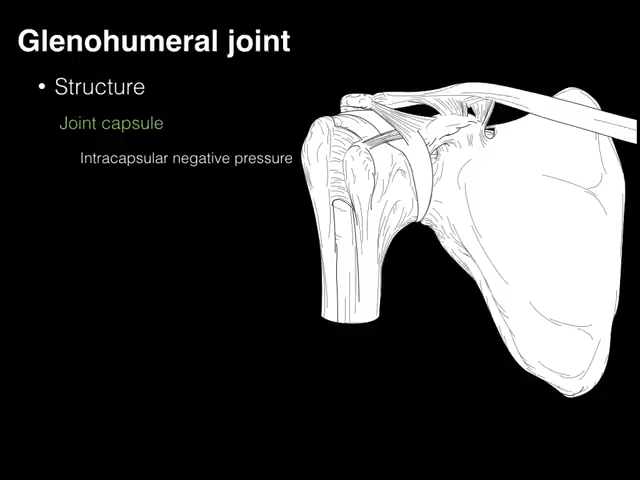 Glenohumeral joint
• Structure
Joint capsule
Intracapsular negative pressure